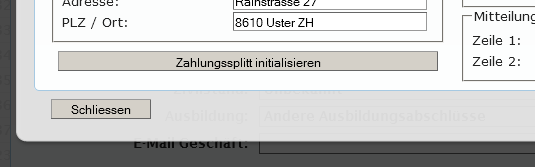 Adresse: Rainstrasse 27
PLZ / Ort: 8610 Uster ZH
Mitteilung
Zeile 1:
Zeile 2:
Zahlungssplitt initialisieren
Schliessen
Ausbildung: Andere Ausbildungsabschlüsse
E-Mail Geschäft: